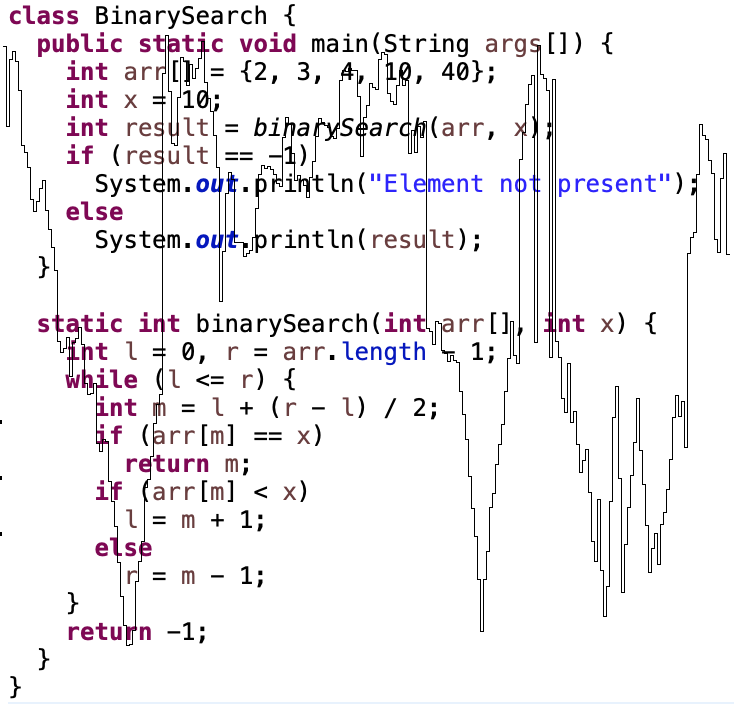 class BinarySearch {
  public static void main(String args[]) {
    int arr[] = {2, 3, 4, 10, 40};
    int x = 10;
    int result = binarySearch(arr, x);
    if (result == -1)
      System.out.println("Element not present");
    else
      System.out.println(result);
  }

  static int binarySearch(int arr[], int x) {
    int l = 0, r = arr.length - 1;
    while (l <= r) {
      int m = l + (r - l) / 2;
      if (arr[m] == x)
        return m;
      if (arr[m] < x)
        l = m + 1;
      else
        r = m - 1;
    }
    return -1;
  }
}